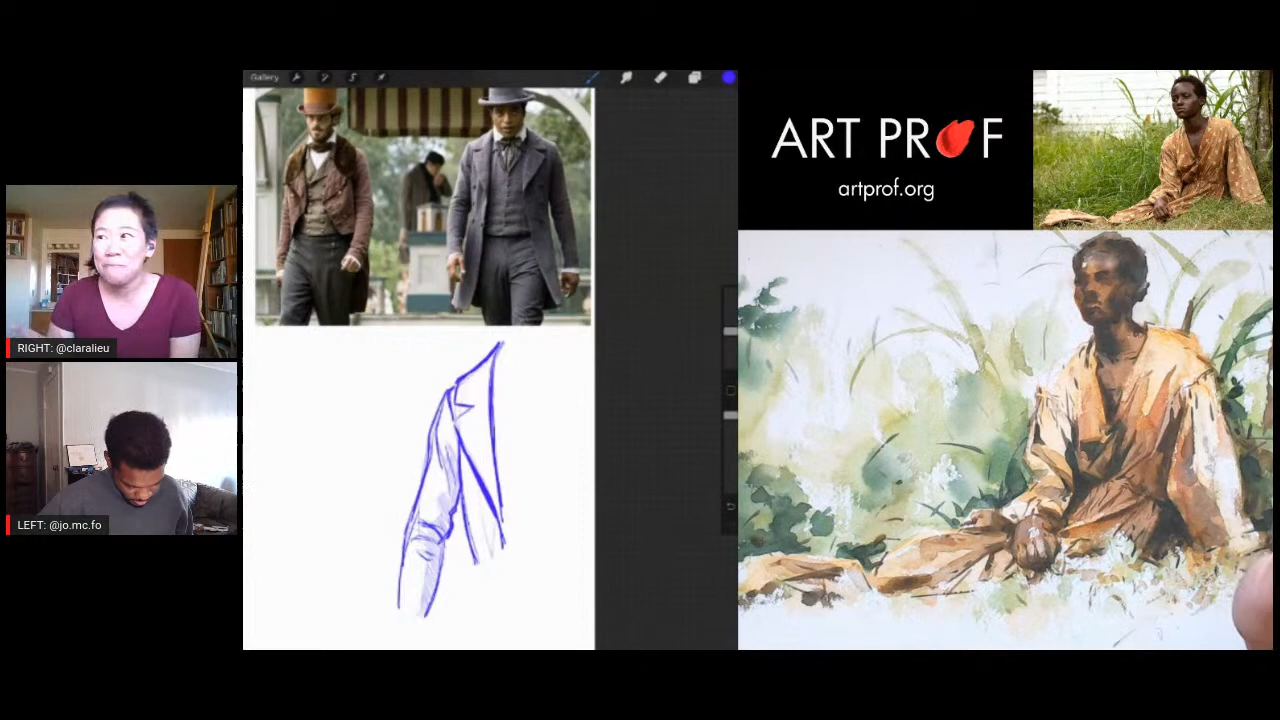 Gallery
ART PROF
artprof.org
RIGHT: @claralieu
LEFT: @jo.mc.fo